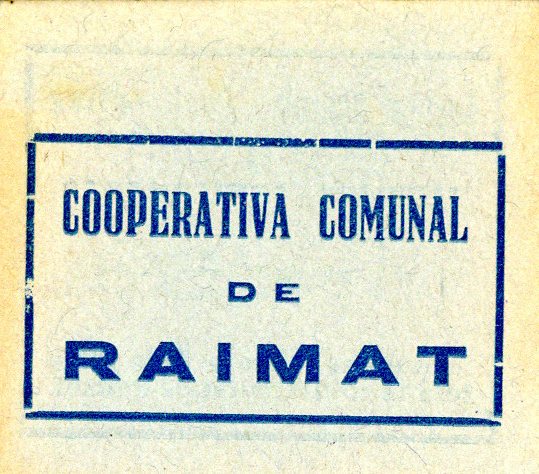 COOPERATIVA COMUNAL
DE
RAIMAT